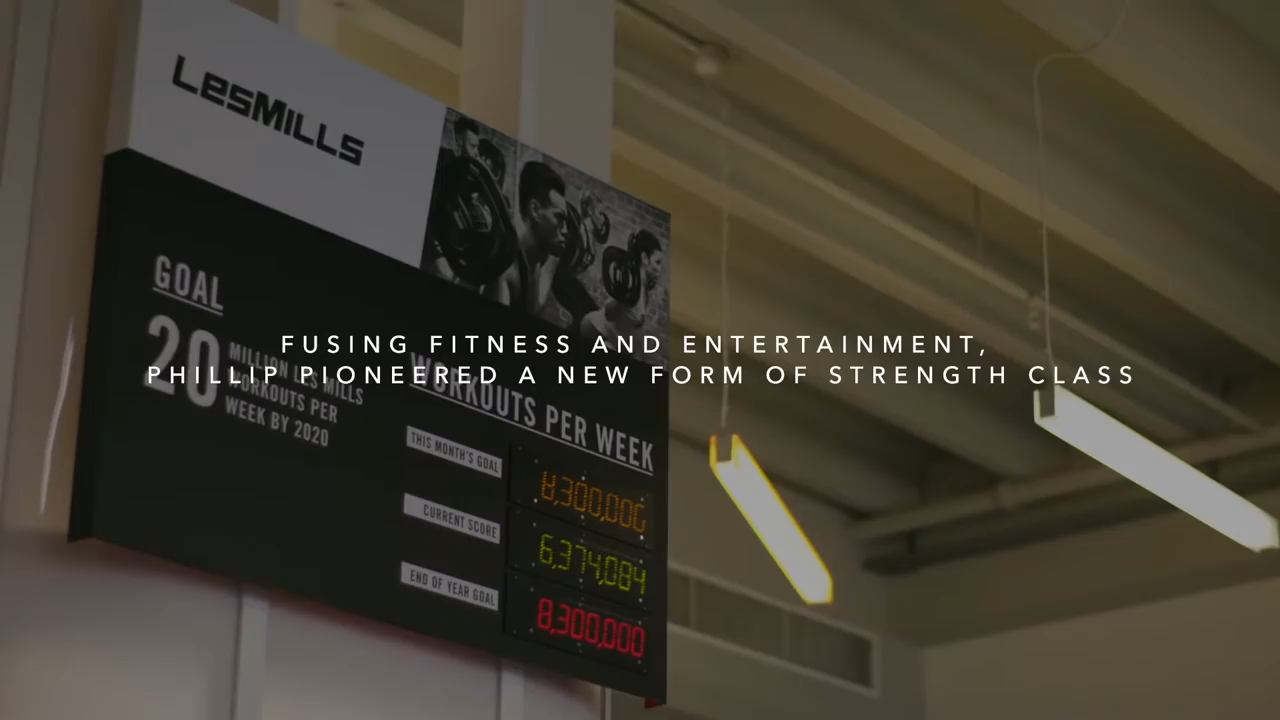 LesMILLS
GOAL
20
MILLION LES MILLS
WORKOUTS PER
WEEK BY 2020
FUSING FITNESS AND ENTERTAINMENT,
PHILLIP PIONEERED A NEW FORM OF STRENGTH CLASS
WORKOUTS PER WEEK
THIS MONTH'S GOAL
8,300,000
CURRENT SCORE
6,374,084
END OF YEAR GOAL
8,300,000